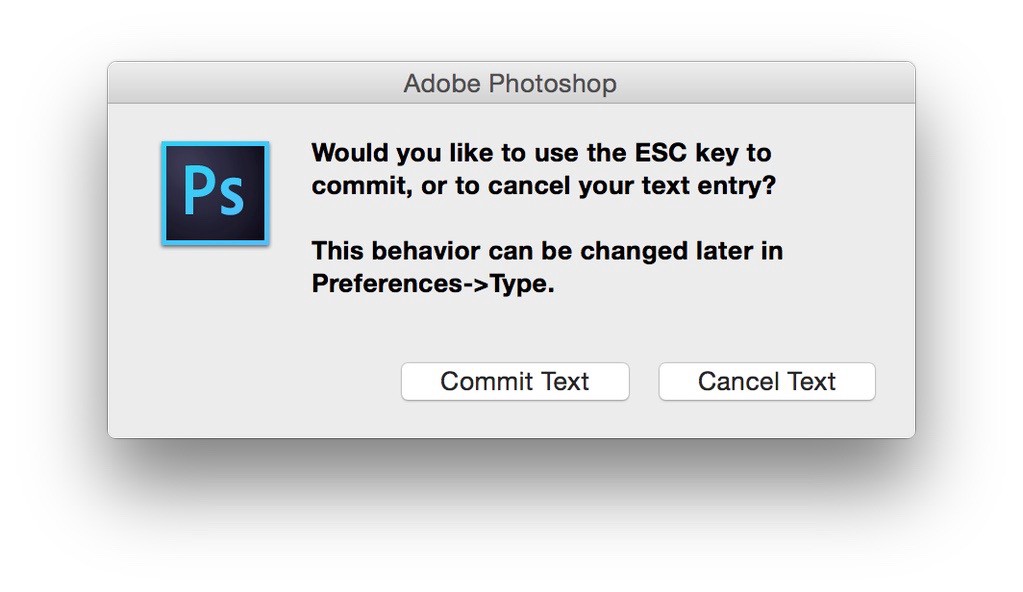 Adobe Photoshop
Ps
Would you like to use the ESC key to
commit, or to cancel your text entry?
This behavior can be changed later in
Preferences->Type.
Commit Text
Cancel Text